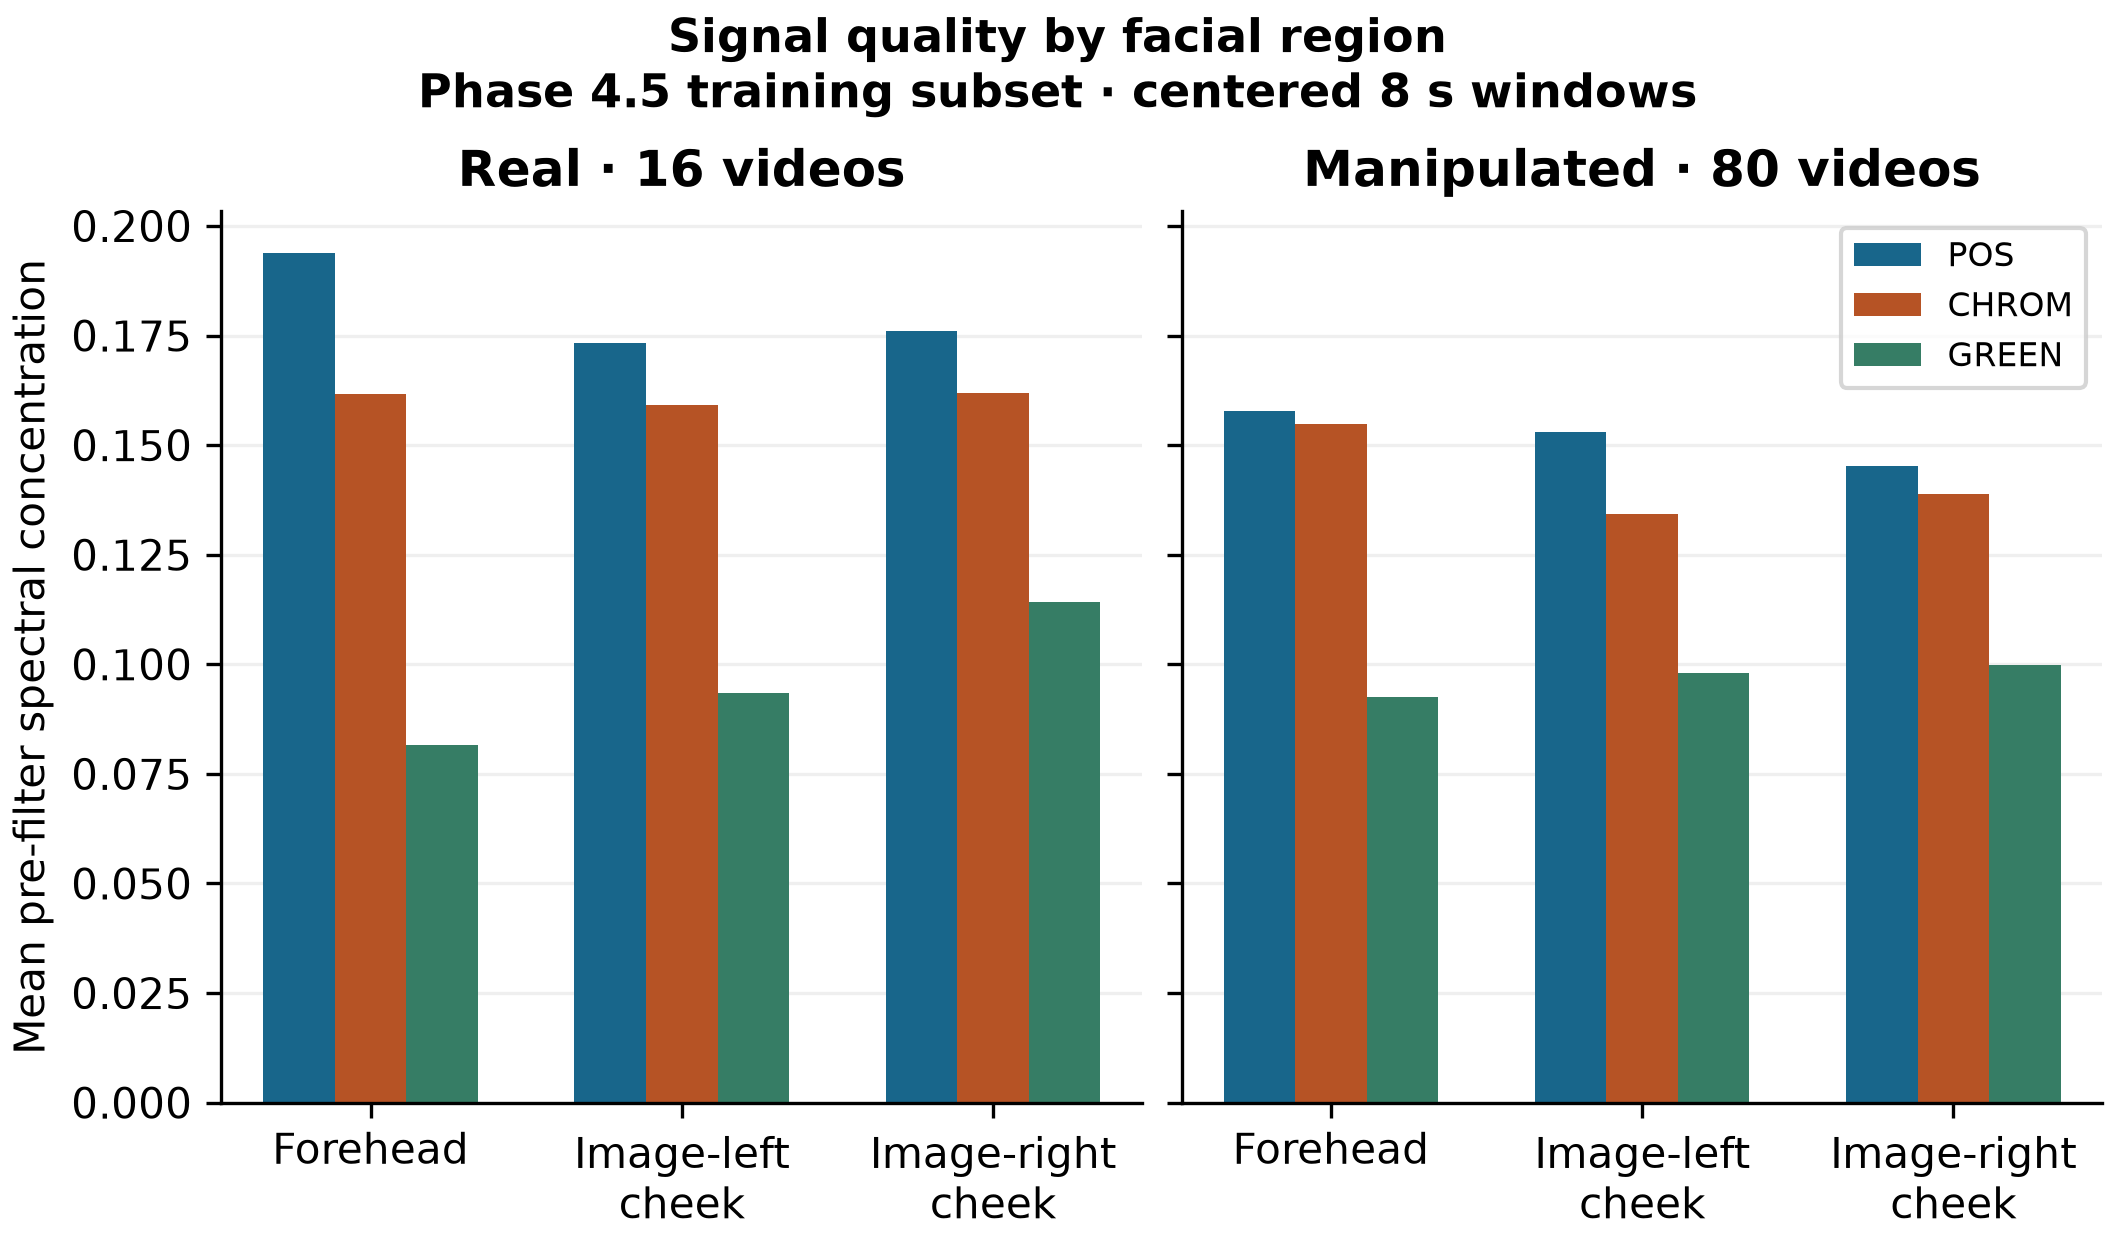 Signal quality by facial region
Phase 4.5 training subset · centered 8 s windows
Real · 16 videos
Manipulated · 80 videos
Mean pre-filter spectral concentration
0.200
0.175
0.150
0.125
0.100
0.075
0.050
0.025
0.000
POS
CHROM
GREEN
Forehead
Image-left
cheek
Image-right
cheek
Forehead
Image-left
cheek
Image-right
cheek